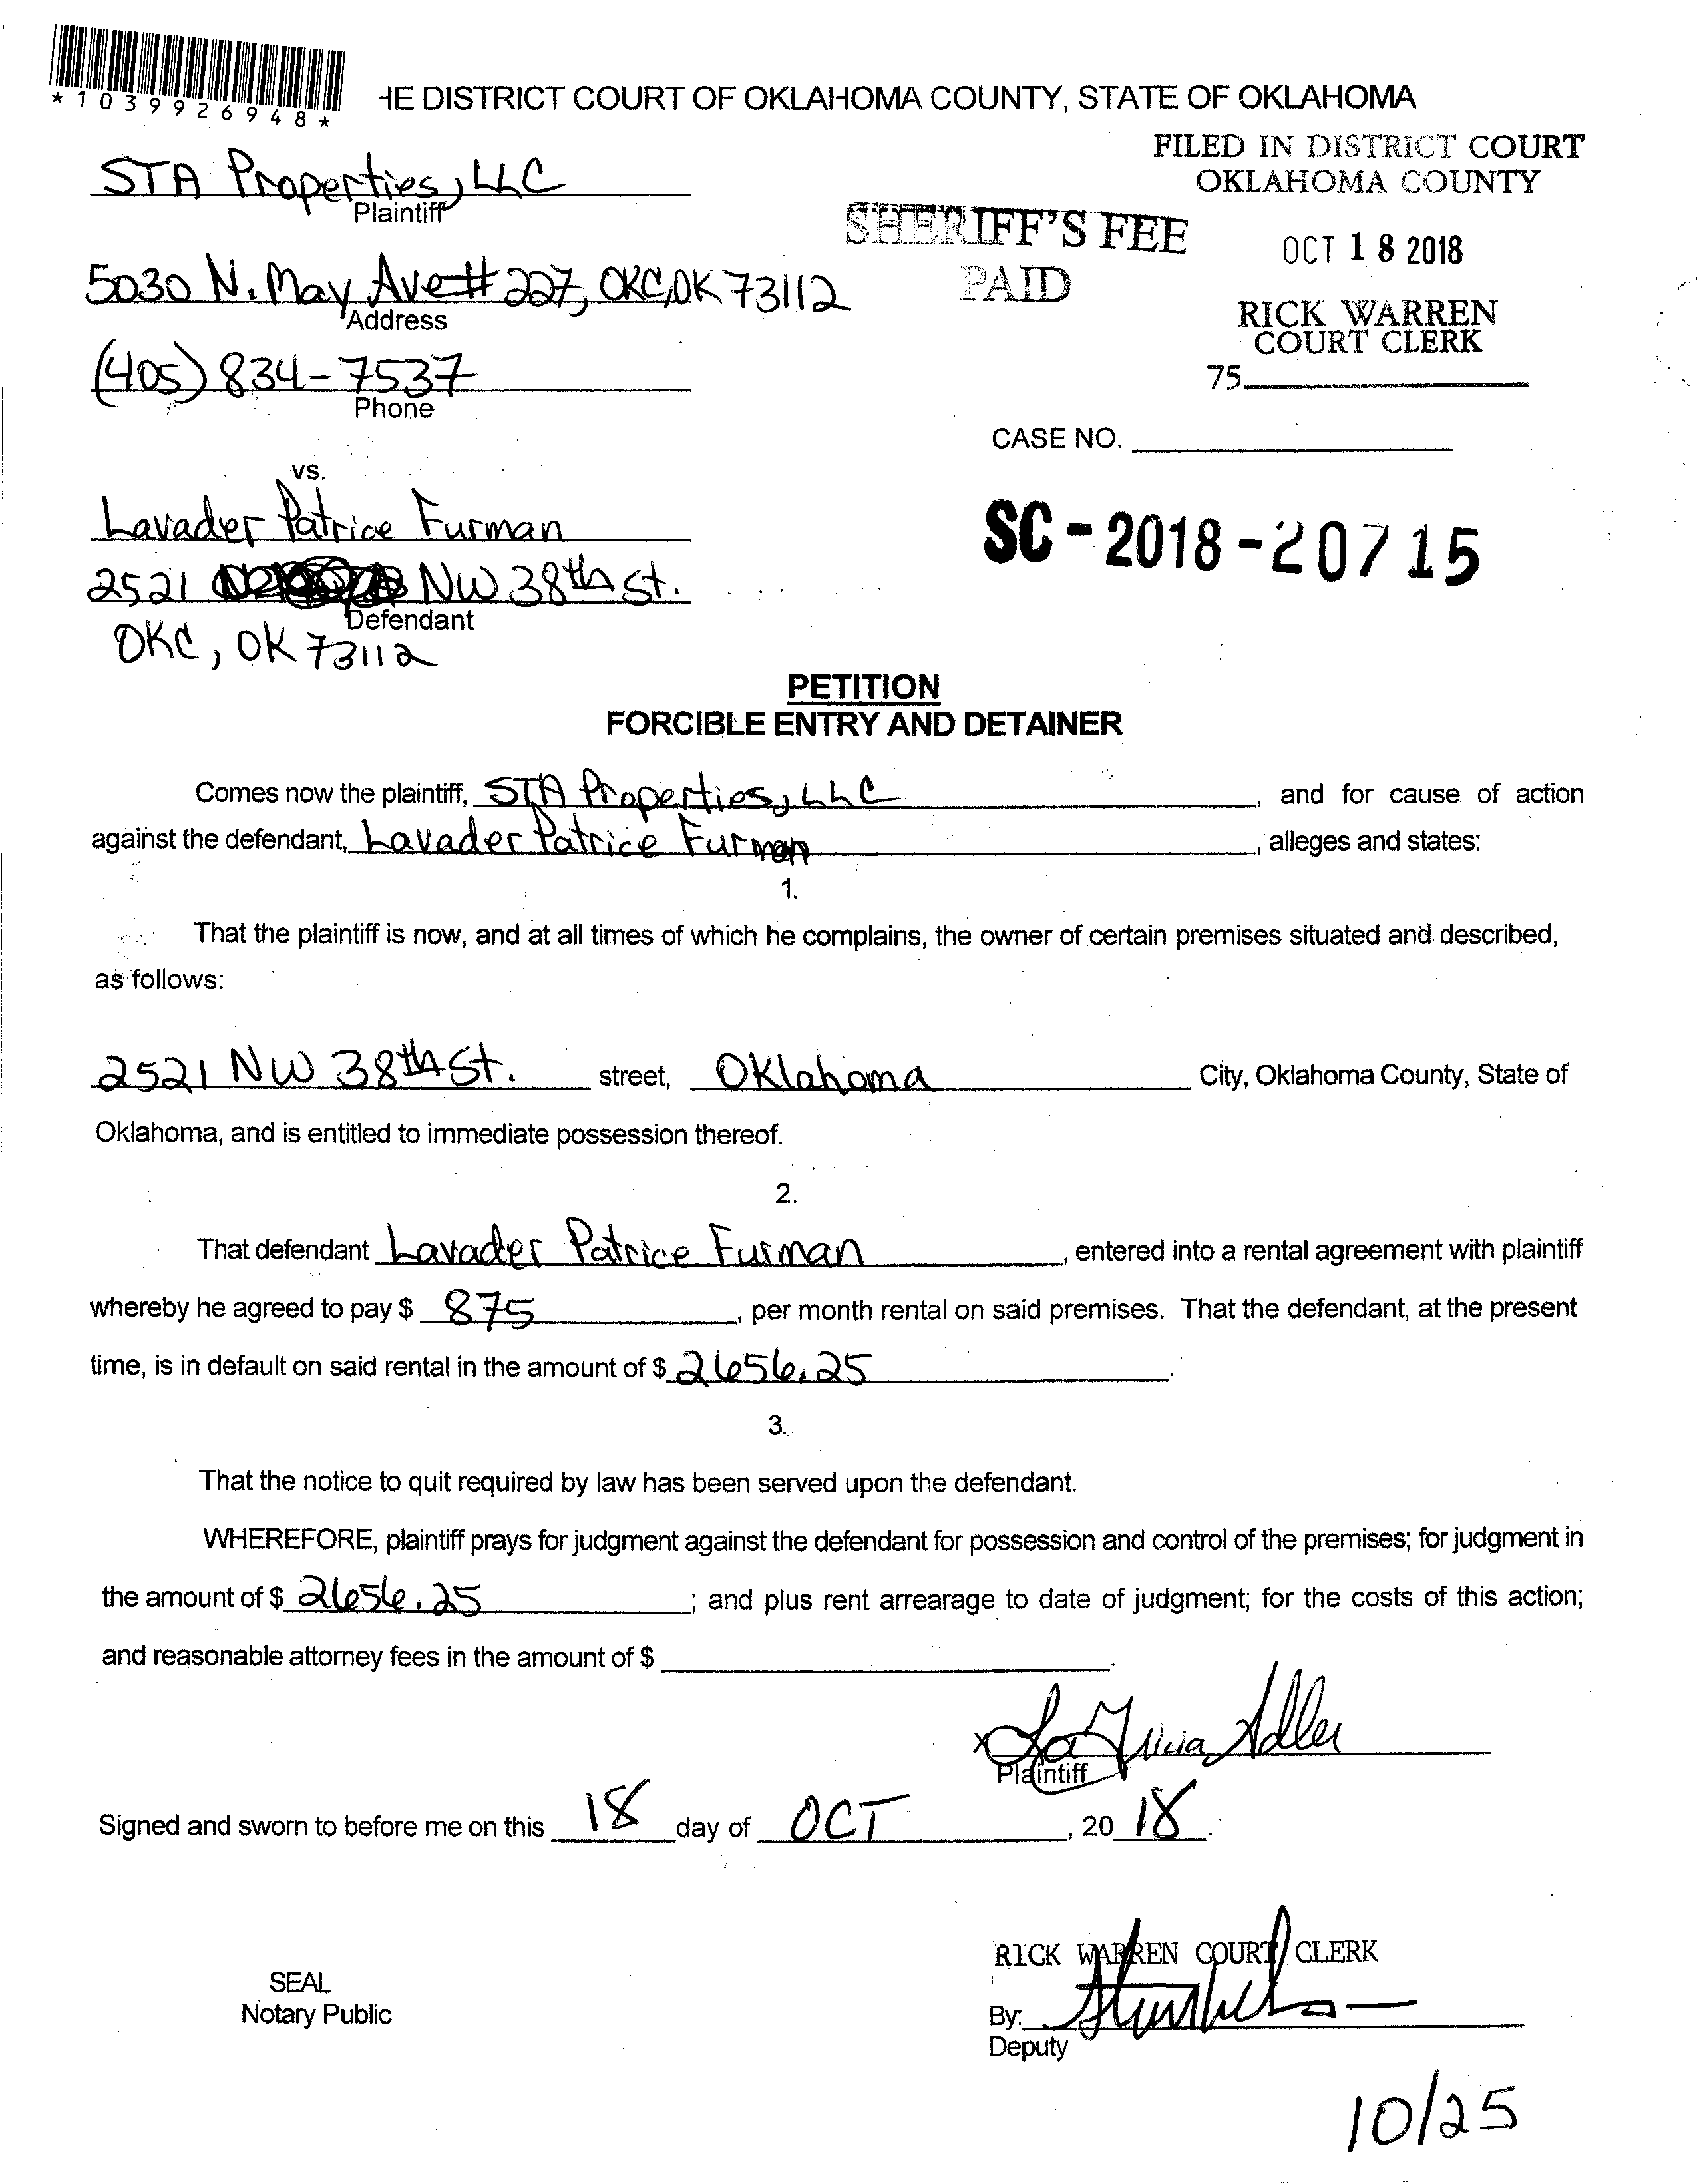 *1039926948*
HE DISTRICT COURT OF OKLAHOMA COUNTY, STATE OF OKLAHOMA
FILED IN DISTRICT COURT
OKLAHOMA COUNTY
STA Properties, LLC
Plaintiff
SHERIFF'S FEE
PAID
OCT 18 2018
5030 N. May Ave # 227, OKC, OK 73112
Address
RICK WARREN
COURT CLERK
(405) 834-7537
Phone
75
CASE NO.
vs.
Lavader Patrice Furman
SC-2018-20715
2521 NW 38th St.
Defendant
OKC, OK 73112
PETITION
FORCIBLE ENTRY AND DETAINER
Comes now the plaintiff, STA Properties, LLC, and for cause of action
against the defendant, Lavader Patrice Furman, alleges and states:
1.
That the plaintiff is now, and at all times of which he complains, the owner of certain premises situated and described,
as follows:
2521 NW 38th St. street, Oklahoma City, Oklahoma County, State of
Oklahoma, and is entitled to immediate possession thereof.
2.
That defendant Lavader Patrice Furman, entered into a rental agreement with plaintiff
whereby he agreed to pay $ 875, per month rental on said premises. That the defendant, at the present
time, is in default on said rental in the amount of $ 2656.25.
3.
That the notice to quit required by law has been served upon the defendant.
WHEREFORE, plaintiff prays for judgment against the defendant for possession and control of the premises; for judgment in
the amount of $ 2656.25; and plus rent arrearage to date of judgment; for the costs of this action;
and reasonable attorney fees in the amount of $ .
x LaTricia Adler
Plaintiff
Signed and sworn to before me on this 18 day of OCT, 20 18.
RICK WARREN COURT CLERK
SEAL
Notary Public
By:
Deputy
10/25